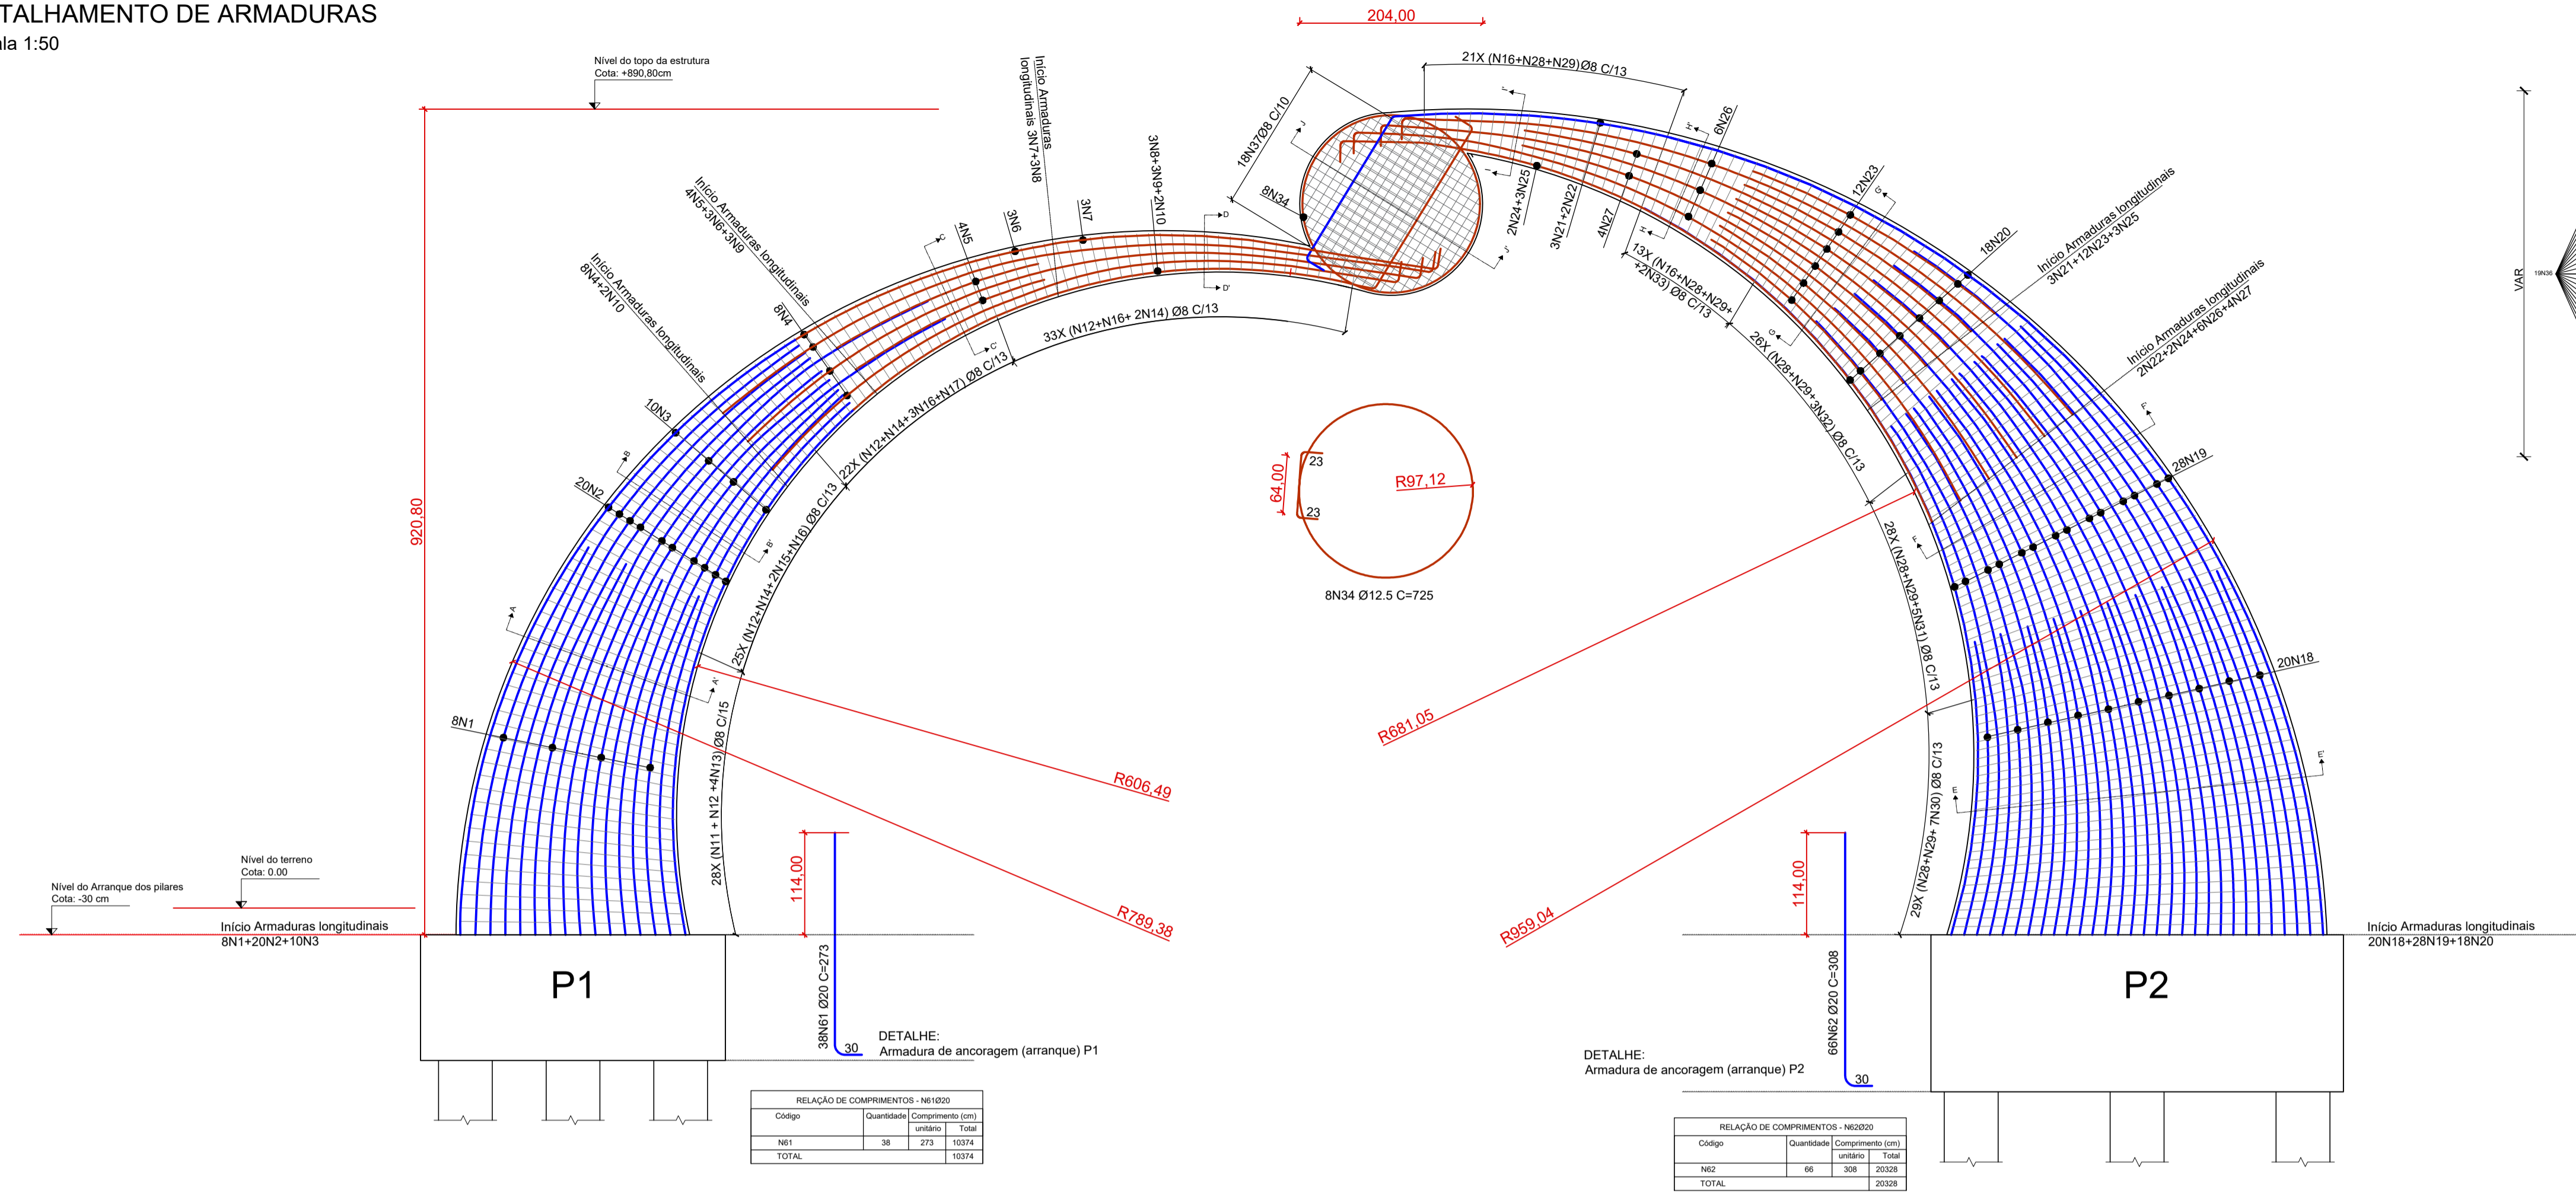 TALHAMENTO DE ARMADURAS
ala 1:50
204,00
Nível do topo da estrutura
Cota: +890,80cm
21X (N16+N28+N29)Ø8 C/13
Início Armaduras
longitudinais 3N7+3N8
18N37Ø8 C/10
J
J'
I'
I
H'
H
6N26
8N34
3N8+3N9+2N10
3N7
3N6
4N5
C
C'
D
D'
Início Armaduras longitudinais
4N5+3N6+3N9
8N4
Início Armaduras longitudinais
8N4+2N10
2N24+3N25
3N21+2N22
4N27
12N23
G'
G
18N20
Início Armaduras longitudinais
3N21+12N23+3N25
Início Armaduras longitudinais
2N22+2N24+6N26+4N27
VAR
19N36
13X (N16+N28+N29+
+2N33) Ø8 C/13
33X (N12+N16+ 2N14) Ø8 C/13
22X (N12+N14+ 3N16+N17) Ø8 C/13
26X (N28+N29+ 3N32) Ø8 C/13
10N3
B
B'
20N2
F'
F
28N19
920,80
64,00
23
23
R97,12
8N34 Ø12.5 C=725
25X (N12+N14+ 2N15+N16) Ø8 C/13
28X (N28+N29+5N31) Ø8 C/13
A
A'
20N18
8N1
R681,05
R606,49
E'
E
28X (N11 + N12 +4N13) Ø8 C/15
29X (N28+N29+ 7N30) Ø8 C/13
114,00
114,00
Nível do terreno
Cota: 0.00
Nível do Arranque dos pilares
Cota: -30 cm
Início Armaduras longitudinais
8N1+20N2+10N3
R789,38
R959,04
Início Armaduras longitudinais
20N18+28N19+18N20
P1
P2
38N61 Ø20 C=273
30
DETALHE:
Armadura de ancoragem (arranque) P1
66N62 Ø20 C=308
30
DETALHE:
Armadura de ancoragem (arranque) P2
RELAÇÃO DE COMPRIMENTOS - N61Ø20
Código Quantidade Comprimento (cm)
unitário Total
N61 38 273 10374
TOTAL 10374
RELAÇÃO DE COMPRIMENTOS - N62Ø20
Código Quantidade Comprimento (cm)
unitário Total
N62 66 308 20328
TOTAL 20328